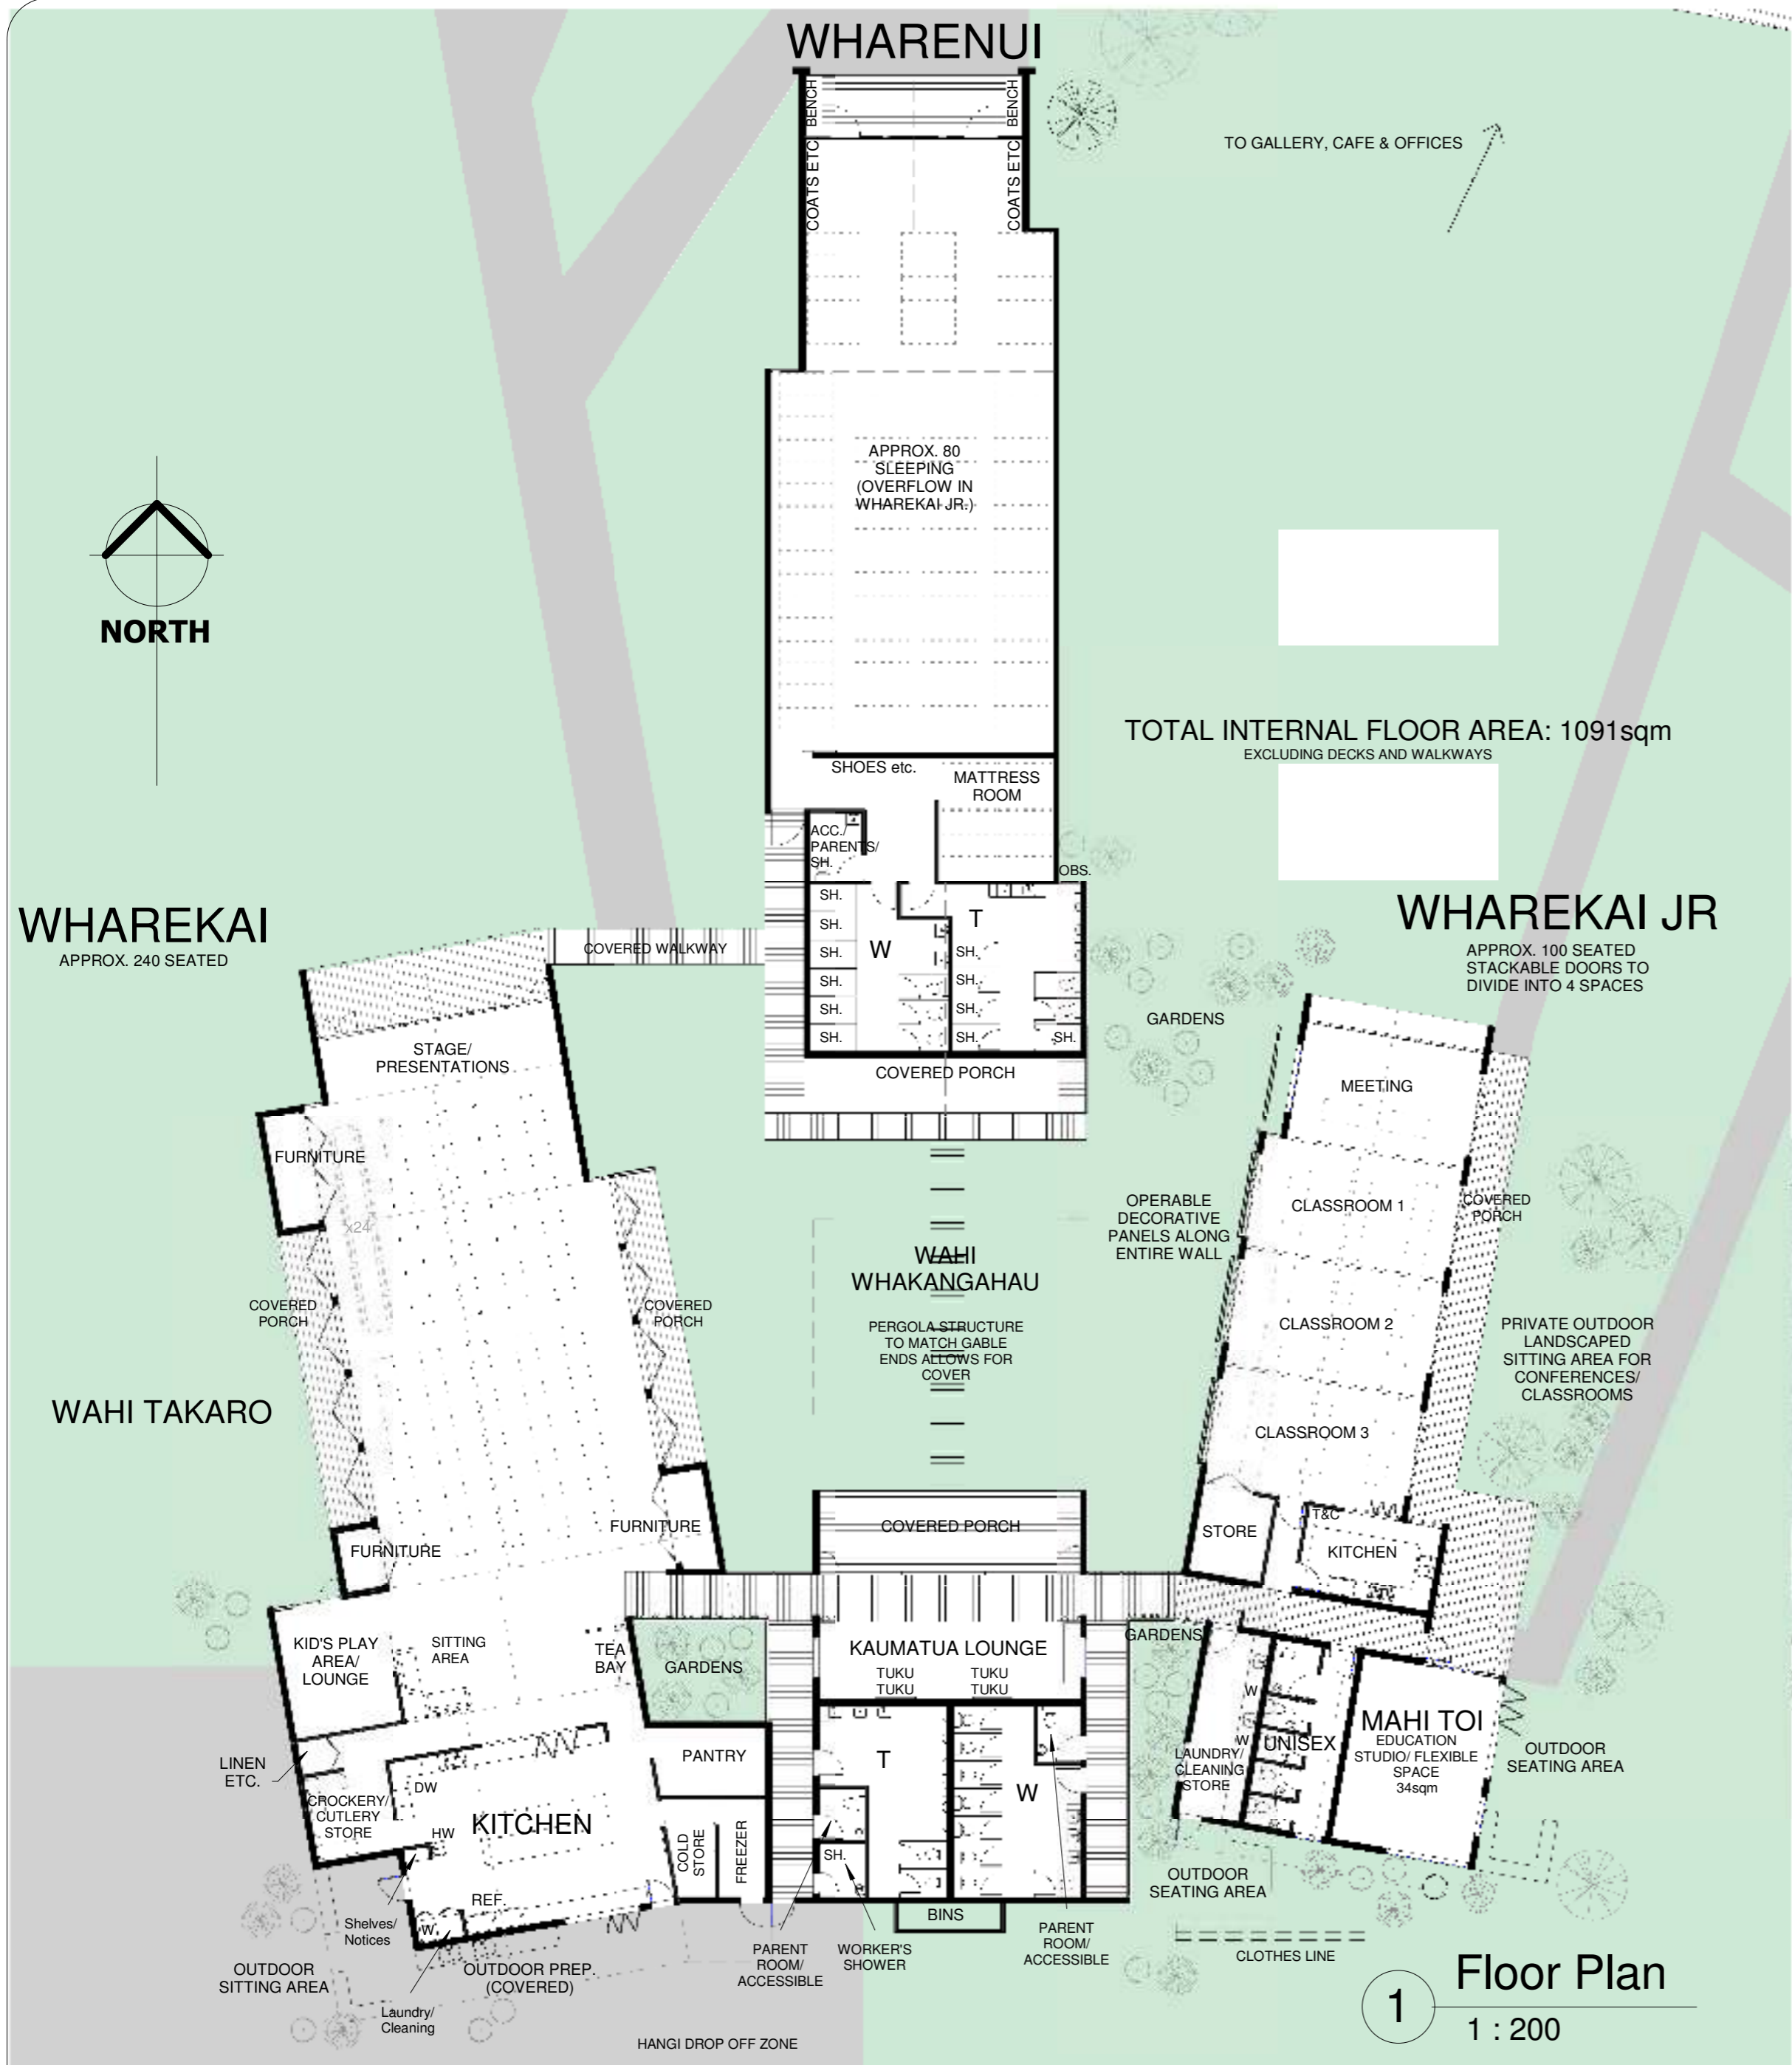 WHARENUI
BENCH
BENCH
COATS ETC
COATS ETC
TO GALLERY, CAFE & OFFICES
APPROX. 80
SLEEPING
(OVERFLOW IN
WHAREKAI JR.)
NORTH
TOTAL INTERNAL FLOOR AREA: 1091sqm
EXCLUDING DECKS AND WALKWAYS
SHOES etc.
MATTRESS
ROOM
ACC./
PARENTS/
SH.
OBS.
SH.
SH.
SH.
SH.
SH.
SH.
W
T
SH.
SH.
SH.
SH.
SH.
COVERED PORCH
WHAREKAI
APPROX. 240 SEATED
COVERED WALKWAY
WHAREKAI JR
APPROX. 100 SEATED
STACKABLE DOORS TO
DIVIDE INTO 4 SPACES
GARDENS
STAGE/
PRESENTATIONS
MEETING
FURNITURE
x24
CLASSROOM 1
COVERED
PORCH
OPERABLE
DECORATIVE
PANELS ALONG
ENTIRE WALL
WAHI
WHAKANGAHAU
PERGOLA STRUCTURE
TO MATCH GABLE
ENDS ALLOWS FOR
COVER
COVERED
PORCH
COVERED
PORCH
CLASSROOM 2
PRIVATE OUTDOOR
LANDSCAPED
SITTING AREA FOR
CONFERENCES/
CLASSROOMS
WAHI TAKARO
CLASSROOM 3
FURNITURE
FURNITURE
COVERED PORCH
STORE
T&C
KITCHEN
KID'S PLAY
AREA/
LOUNGE
SITTING
AREA
TEA
BAY
GARDENS
KAUMATUA LOUNGE
TUKU
TUKU
TUKU
TUKU
GARDENS
LINEN
ETC.
CROCKERY/
CUTLERY
STORE
DW
HW
KITCHEN
PANTRY
COLD
STORE
FREEZER
REF.
W
T
SH.
W
W
W
LAUNDRY/
CLEANING
STORE
UNISEX
MAHI TOI
EDUCATION
STUDIO/ FLEXIBLE
SPACE
34sqm
OUTDOOR
SEATING AREA
OUTDOOR
SEATING AREA
Shelves/
Notices
OUTDOOR
SITTING AREA
OUTDOOR PREP.
(COVERED)
Laundry/
Cleaning
BINS
PARENT
ROOM/
ACCESSIBLE
WORKER'S
SHOWER
PARENT
ROOM/
ACCESSIBLE
CLOTHES LINE
HANGI DROP OFF ZONE
1
Floor Plan
1 : 200